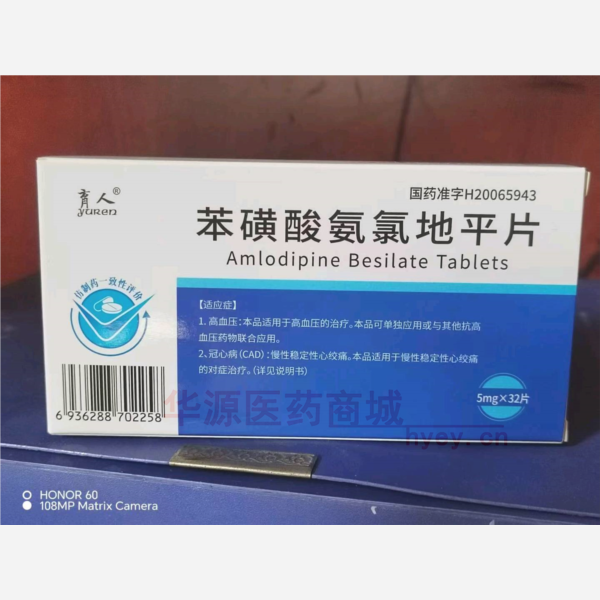 育人®
yuren
国药准字H20065943
苯磺酸氨氯地平片
Amlodipine Besilate Tablets
仿制药一致性评价
【适应症】
1、高血压：本品适用于高血压的治疗。本品可单独应用或与其他抗高
血压药物联合应用。
2、冠心病（CAD）：慢性稳定性心绞痛。本品适用于慢性稳定性心绞痛
的对症治疗。（详见说明书）
5mg×32片
6 936288 702258
华源医药商城
hyey.cn
HONOR 60
108MP Matrix Camera